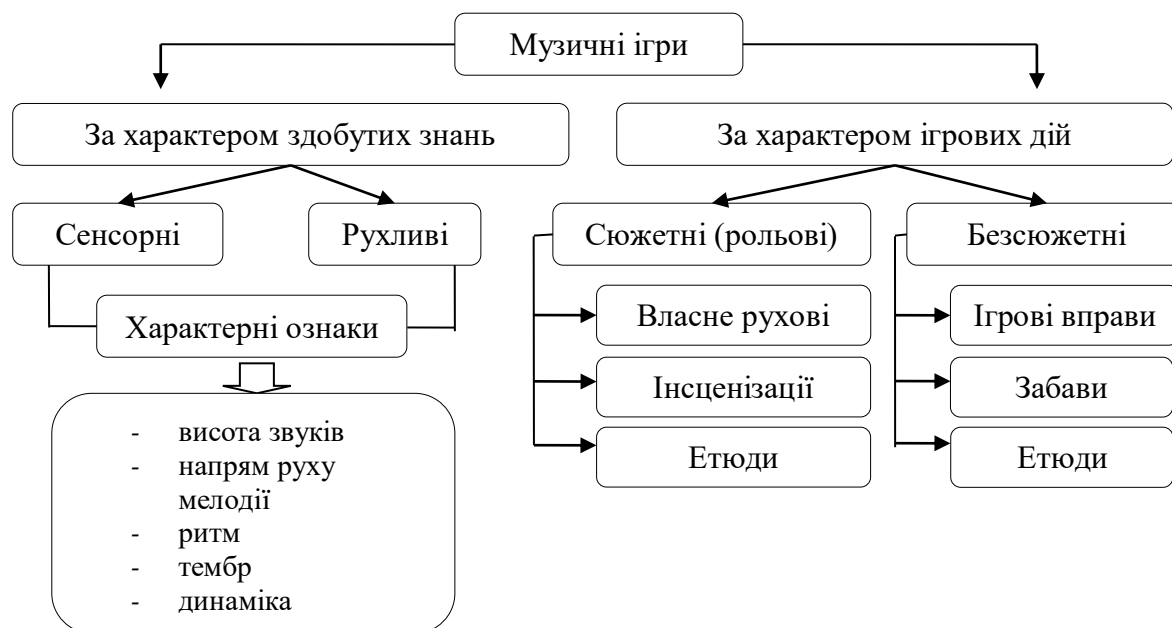 Музичні ігри
За характером здобутих знань
За характером ігрових дій
Сенсорні
Рухливі
Сюжетні (рольові)
Безсюжетні
Характерні ознаки
Власне рухові
Ігрові вправи
Інсценізації
Забави
Етюди
Етюди
- висота звуків
- напрям руху
мелодії
- ритм
- тембр
- динаміка